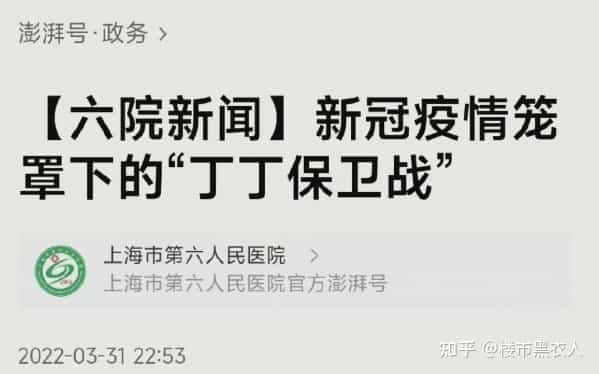 澎湃号·政务 >
【六院新闻】新冠疫情笼
罩下的“丁丁保卫战”
上海市第六人民医院 >
上海市第六人民医院官方澎湃号
2022-03-31 22:53
知乎 @楼市黑衣人